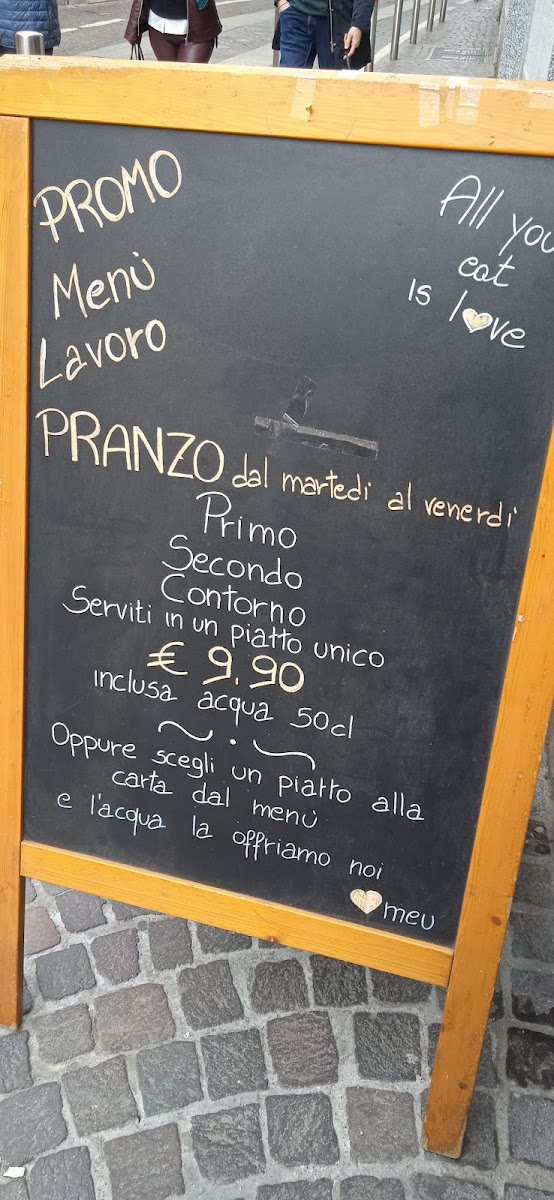 PROMO
Menù
Lavoro
All you
eat
is love
PRANZO dal martedì al venerdì
Primo
Secondo
Contorno
Serviti in un piatto unico
€ 9,90
inclusa acqua 50cl
Oppure scegli un piatto alla
carta dal menù
e l'acqua la offriamo noi
meu